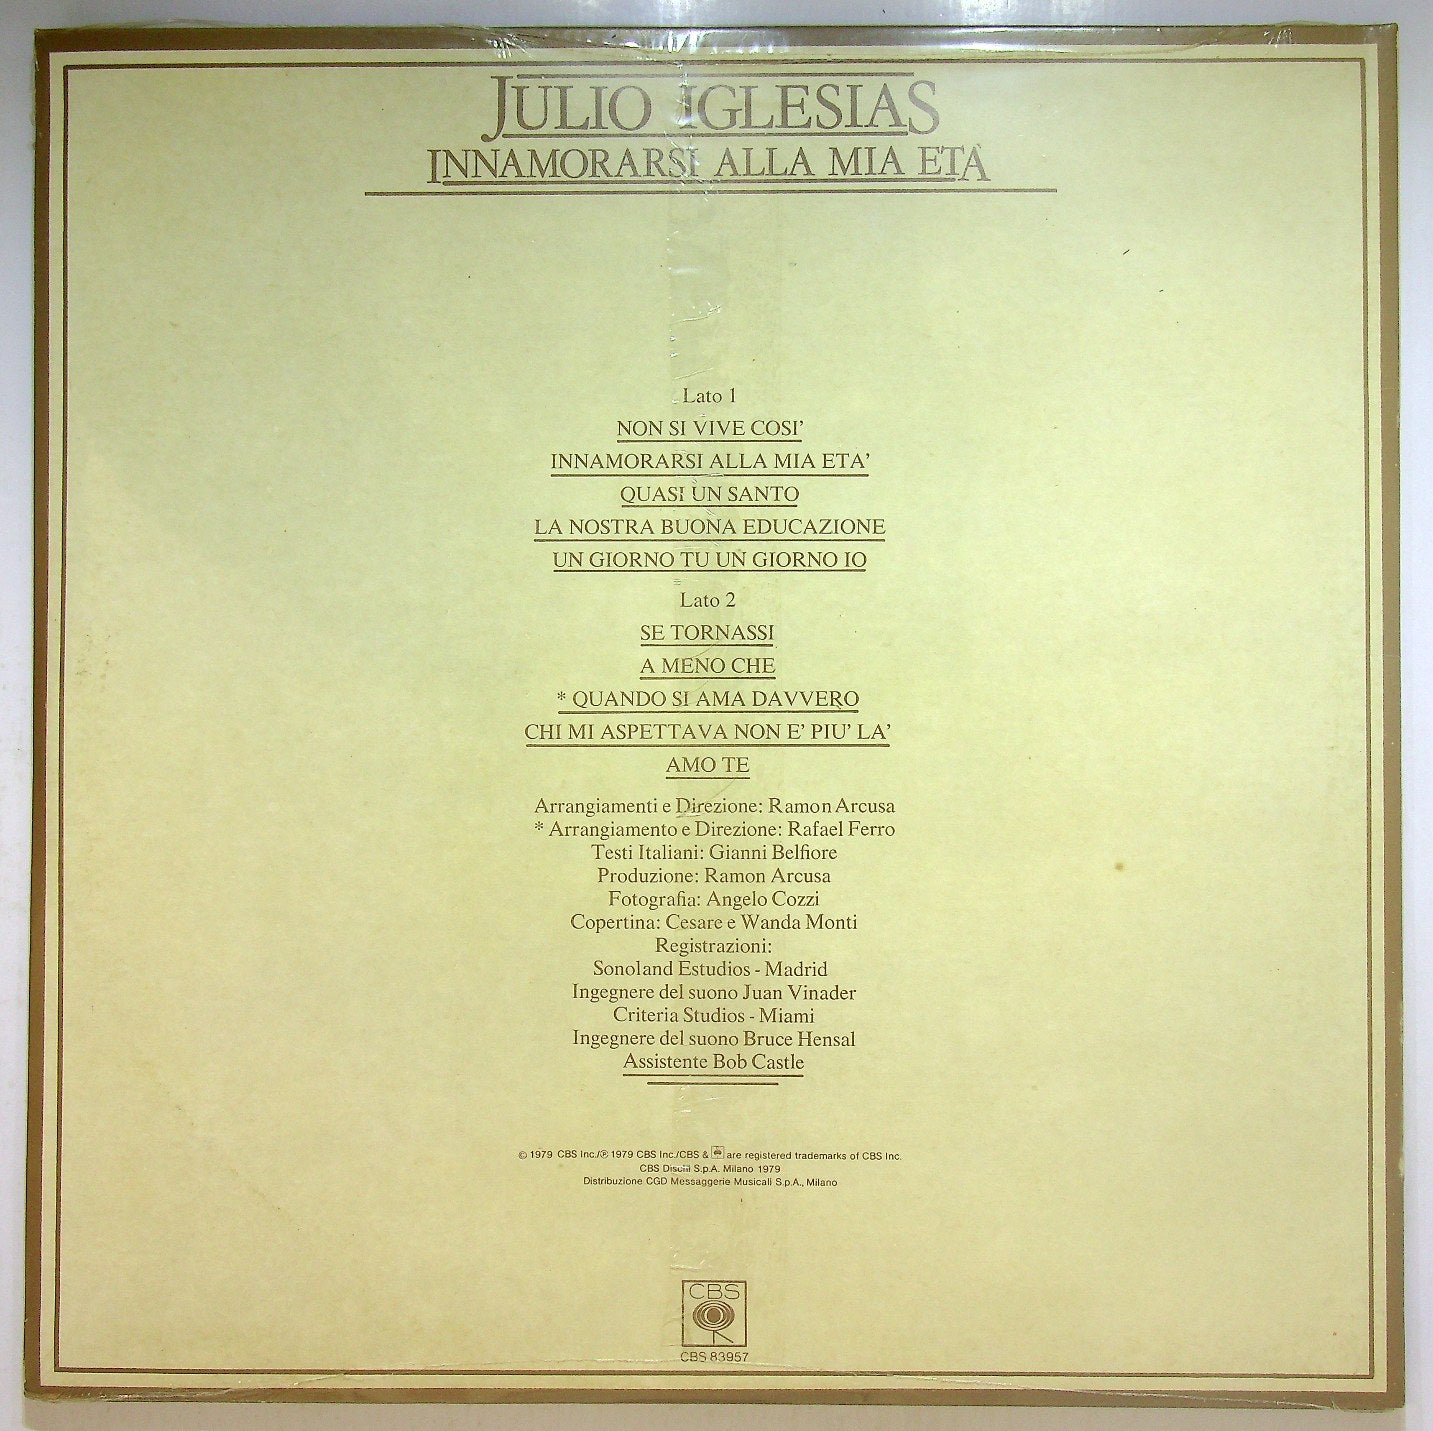 JULIO IGLESIAS
INNAMORARSI ALLA MIA ETÀ
Lato 1
NON SI VIVE COSI'
INNAMORARSI ALLA MIA ETA'
QUASI UN SANTO
LA NOSTRA BUONA EDUCAZIONE
UN GIORNO TU UN GIORNO IO
Lato 2
SE TORNASSI
A MENO CHE
* QUANDO SI AMA DAVVERO
CHI MI ASPETTAVA NON E' PIU' LA'
AMO TE
Arrangiamenti e Direzione: Ramon Arcusa
* Arrangiamento e Direzione: Rafael Ferro
Testi Italiani: Gianni Belfiore
Produzione: Ramon Arcusa
Fotografia: Angelo Cozzi
Copertina: Cesare e Wanda Monti
Registrazioni:
Sonoland Estudios - Madrid
Ingegnere del suono Juan Vinader
Criteria Studios - Miami
Ingegnere del suono Bruce Hensal
Assistente Bob Castle
© 1979 CBS Inc./℗ 1979 CBS Inc./CBS & are registered trademarks of CBS Inc.
CBS Dischi S.p.A. Milano 1979
Distribuzione CGD Messaggerie Musicali S.p.A., Milano
CBS
CBS 83957